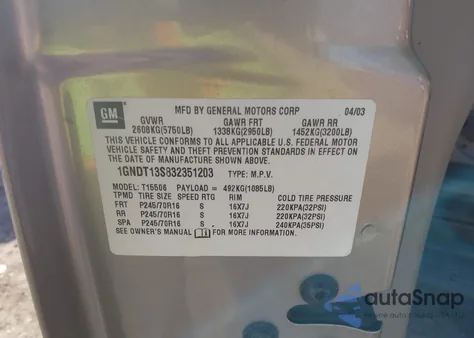 GM
MFD BY GENERAL MOTORS CORP 04/03
GVWR GAWR FRT GAWR RR
2608KG(5750LB) 1338KG(2950LB) 1452KG(3200LB)
THIS VEHICLE CONFORMS TO ALL APPLICABLE U.S. FEDERAL MOTOR
VEHICLE SAFETY AND THEFT PREVENTION STANDARDS IN EFFECT ON
THE DATE OF MANUFACTURE SHOWN ABOVE.
1GNDT13S832351203 TYPE: M.P.V.
MODEL: T15506 PAYLOAD = 492KG(1085LB)
TPMD TIRE SIZE SPEED RTG RIM COLD TIRE PRESSURE
FRT P245/70R16 S 16X7J 220KPA(32PSI)
RR P245/70R16 S 16X7J 220KPA(32PSI)
SPA P245/70R16 S 16X7J 240KPA(35PSI)
SEE OWNER'S MANUAL FOR MORE INFORMATION.
autoSnap